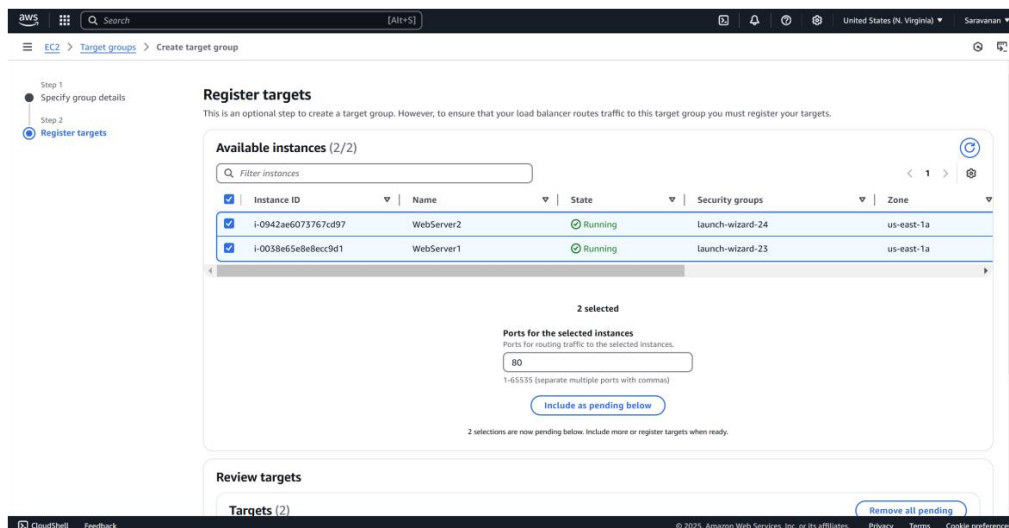 aws Search [Alt+S] United States (N. Virginia) Saravanan
EC2 > Target groups > Create target group
Step 1
Specify group details
Step 2
Register targets
Register targets
This is an optional step to create a target group. However, to ensure that your load balancer routes traffic to this target group you must register your targets.
Available instances (2/2)
Filter instances
1
Instance ID Name State Security groups Zone
i-0942ae6073767cd97 WebServer2 Running launch-wizard-24 us-east-1a
i-0038e65e8e8ecc9d1 WebServer1 Running launch-wizard-23 us-east-1a
2 selected
Ports for the selected instances
Ports for routing traffic to the selected instances.
80
1-65535 (separate multiple ports with commas)
Include as pending below
2 selections are now pending below. Include more or register targets when ready.
Review targets
Targets (2) Remove all pending
CloudShell Feedback © 2025, Amazon Web Services, Inc. or its affiliates. Privacy Terms Cookie preference